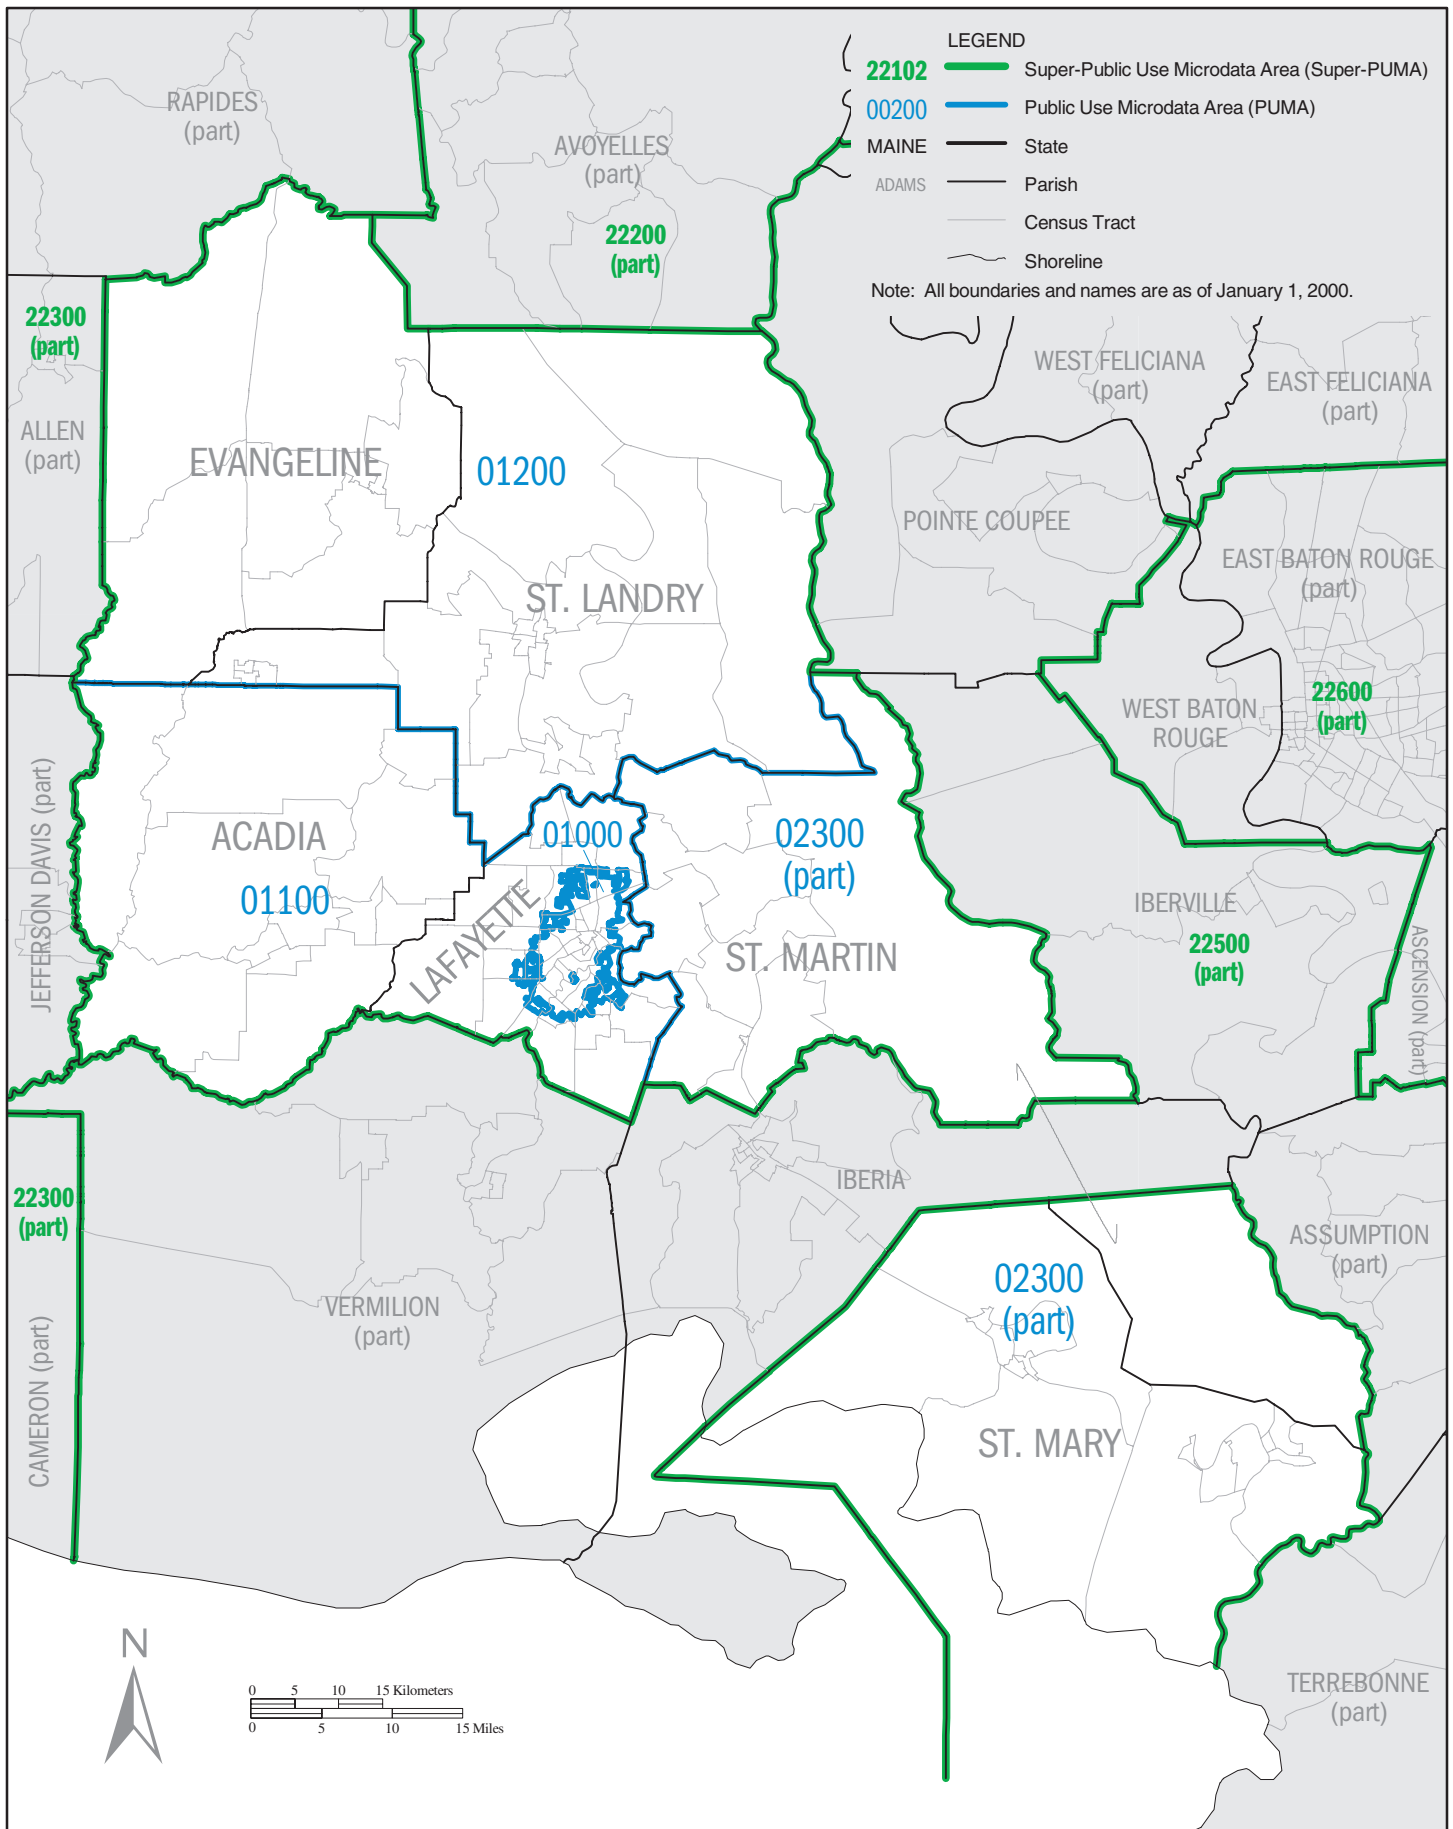 LEGEND
22102 Super-Public Use Microdata Area (Super-PUMA)
00200 Public Use Microdata Area (PUMA)
MAINE State
ADAMS Parish
Census Tract
Shoreline
Note: All boundaries and names are as of January 1, 2000.
RAPIDES
(part)
AVOYELLES
(part)
22200
(part)
22300
(part)
ALLEN
(part)
EVANGELINE
01200
ST. LANDRY
WEST FELICIANA
(part)
EAST FELICIANA
(part)
POINTE COUPEE
EAST BATON ROUGE
(part)
22600
(part)
WEST BATON
ROUGE
JEFFERSON DAVIS (part)
ACADIA
01100
01000
LAFAYETTE
02300
(part)
ST. MARTIN
IBERVILLE
22500
(part)
ASCENSION (part)
22300
(part)
CAMERON (part)
VERMILION
(part)
IBERIA
02300
(part)
ST. MARY
ASSUMPTION
(part)
TERREBONNE
(part)
N
0 5 10 15 Kilometers
0 5 10 15 Miles